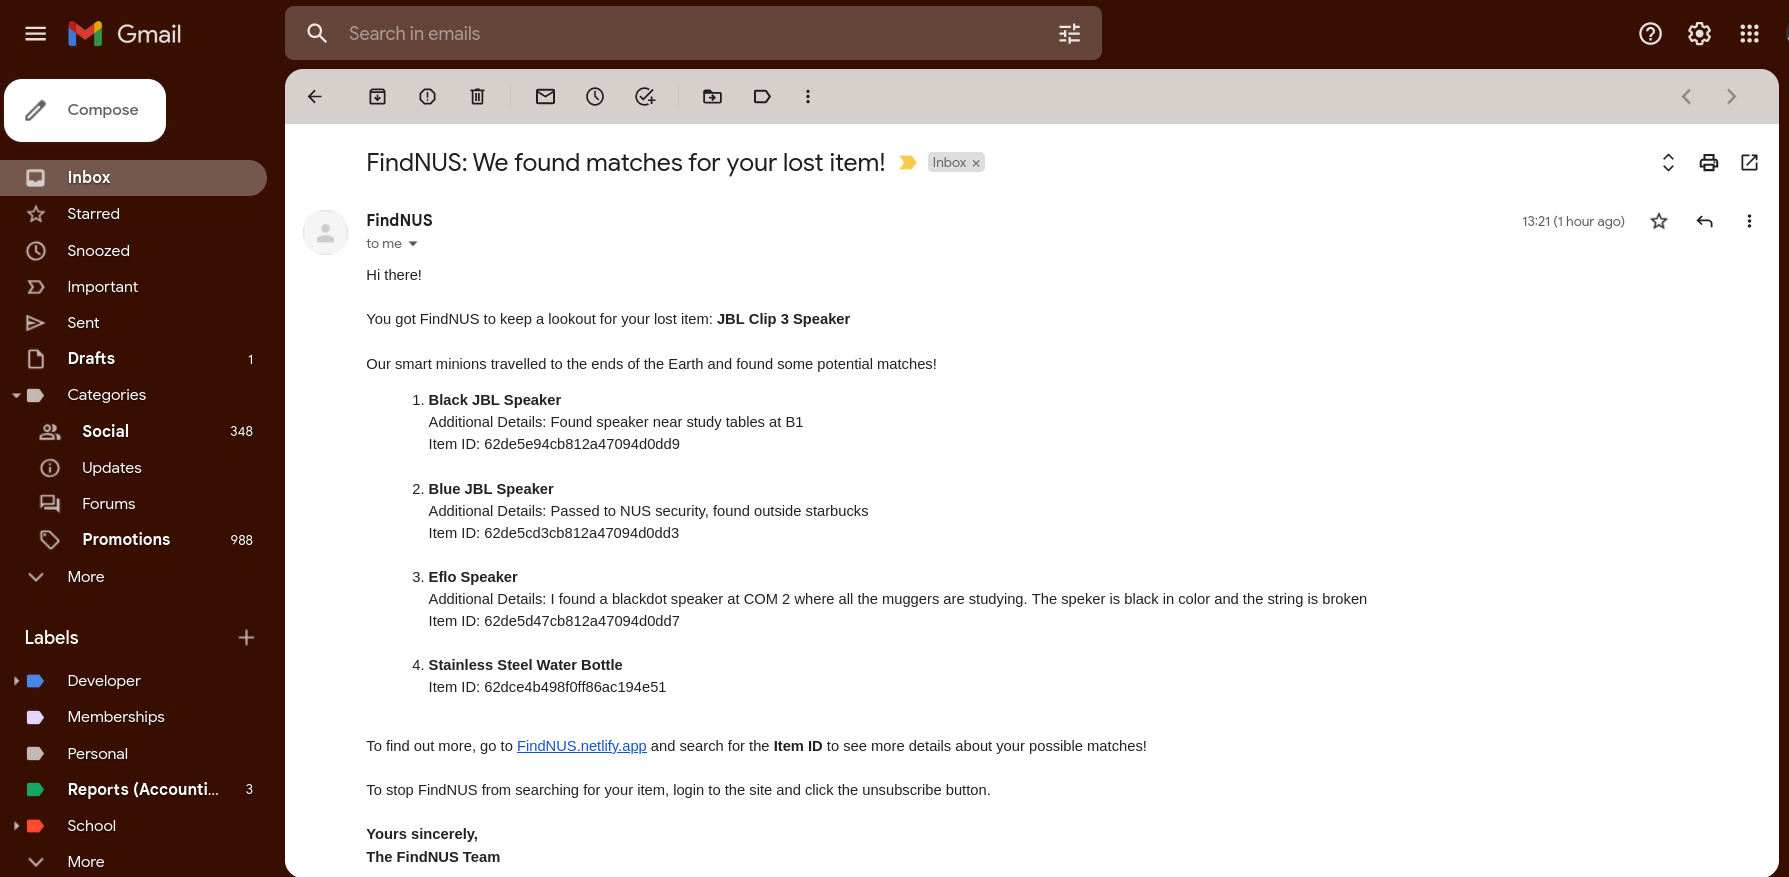 Gmail
Search in emails
Compose
Inbox
Starred
Snoozed
Important
Sent
Drafts 1
Categories
Social 348
Updates
Forums
Promotions 988
More
Labels
Developer
Memberships
Personal
Reports (Accounti... 3
School
More
FindNUS: We found matches for your lost item! Inbox ×
FindNUS 13:21 (1 hour ago)
to me
Hi there!
You got FindNUS to keep a lookout for your lost item: JBL Clip 3 Speaker
Our smart minions travelled to the ends of the Earth and found some potential matches!
1. Black JBL Speaker
Additional Details: Found speaker near study tables at B1
Item ID: 62de5e94cb812a47094d0dd9
2. Blue JBL Speaker
Additional Details: Passed to NUS security, found outside starbucks
Item ID: 62de5cd3cb812a47094d0dd3
3. Eflo Speaker
Additional Details: I found a blackdot speaker at COM 2 where all the muggers are studying. The speker is black in color and the string is broken
Item ID: 62de5d47cb812a47094d0dd7
4. Stainless Steel Water Bottle
Item ID: 62dce4b498f0ff86ac194e51
To find out more, go to FindNUS.netlify.app and search for the Item ID to see more details about your possible matches!
To stop FindNUS from searching for your item, login to the site and click the unsubscribe button.
Yours sincerely,
The FindNUS Team